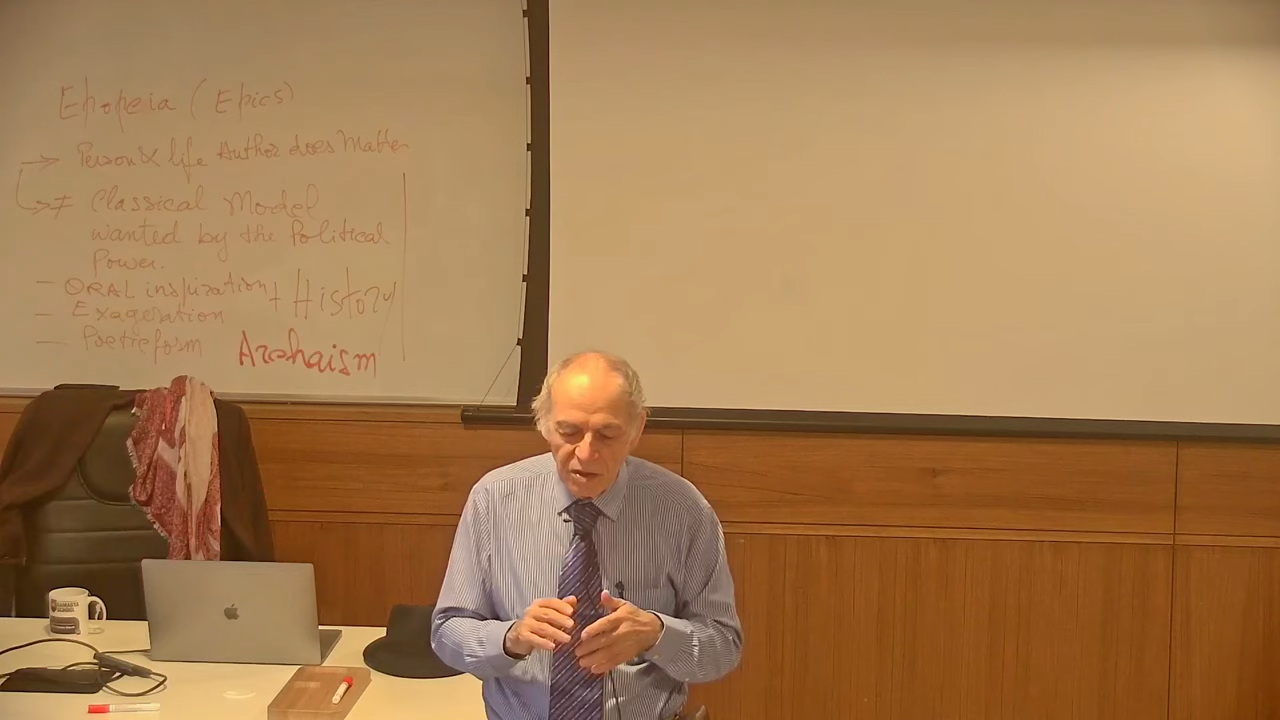 Epopeia (Epics)
→ Person & life Author does Matter
↳ ≠ Classical Model
wanted by the Political
Power.
- ORAL inspiration + History
- Exageration
- Poetic form Archaism